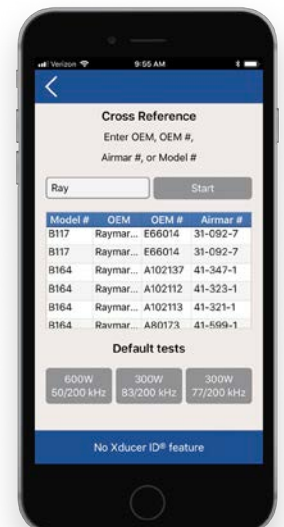 Verizon 9:55 AM
Cross Reference
Enter OEM, OEM #,
Airmar #, or Model #
Ray Start
Model # OEM OEM # Airmar #
B117 Raymar... E66014 31-092-7
B117 Raymar... E66014 31-092-7
B164 Raymar... A102137 41-347-1
B164 Raymar... A102112 41-323-1
B164 Raymar... A102113 41-321-1
B164 Raymar... A80173 41-599-1
Default tests
600W 300W 300W
50/200 kHz 83/200 kHz 77/200 kHz
No Xducer ID® feature